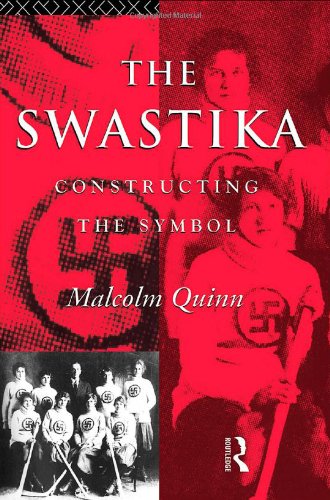 THE
SWASTIKA
CONSTRUCTING
THE SYMBOL
Malcolm Quinn
ROUTLEDGE